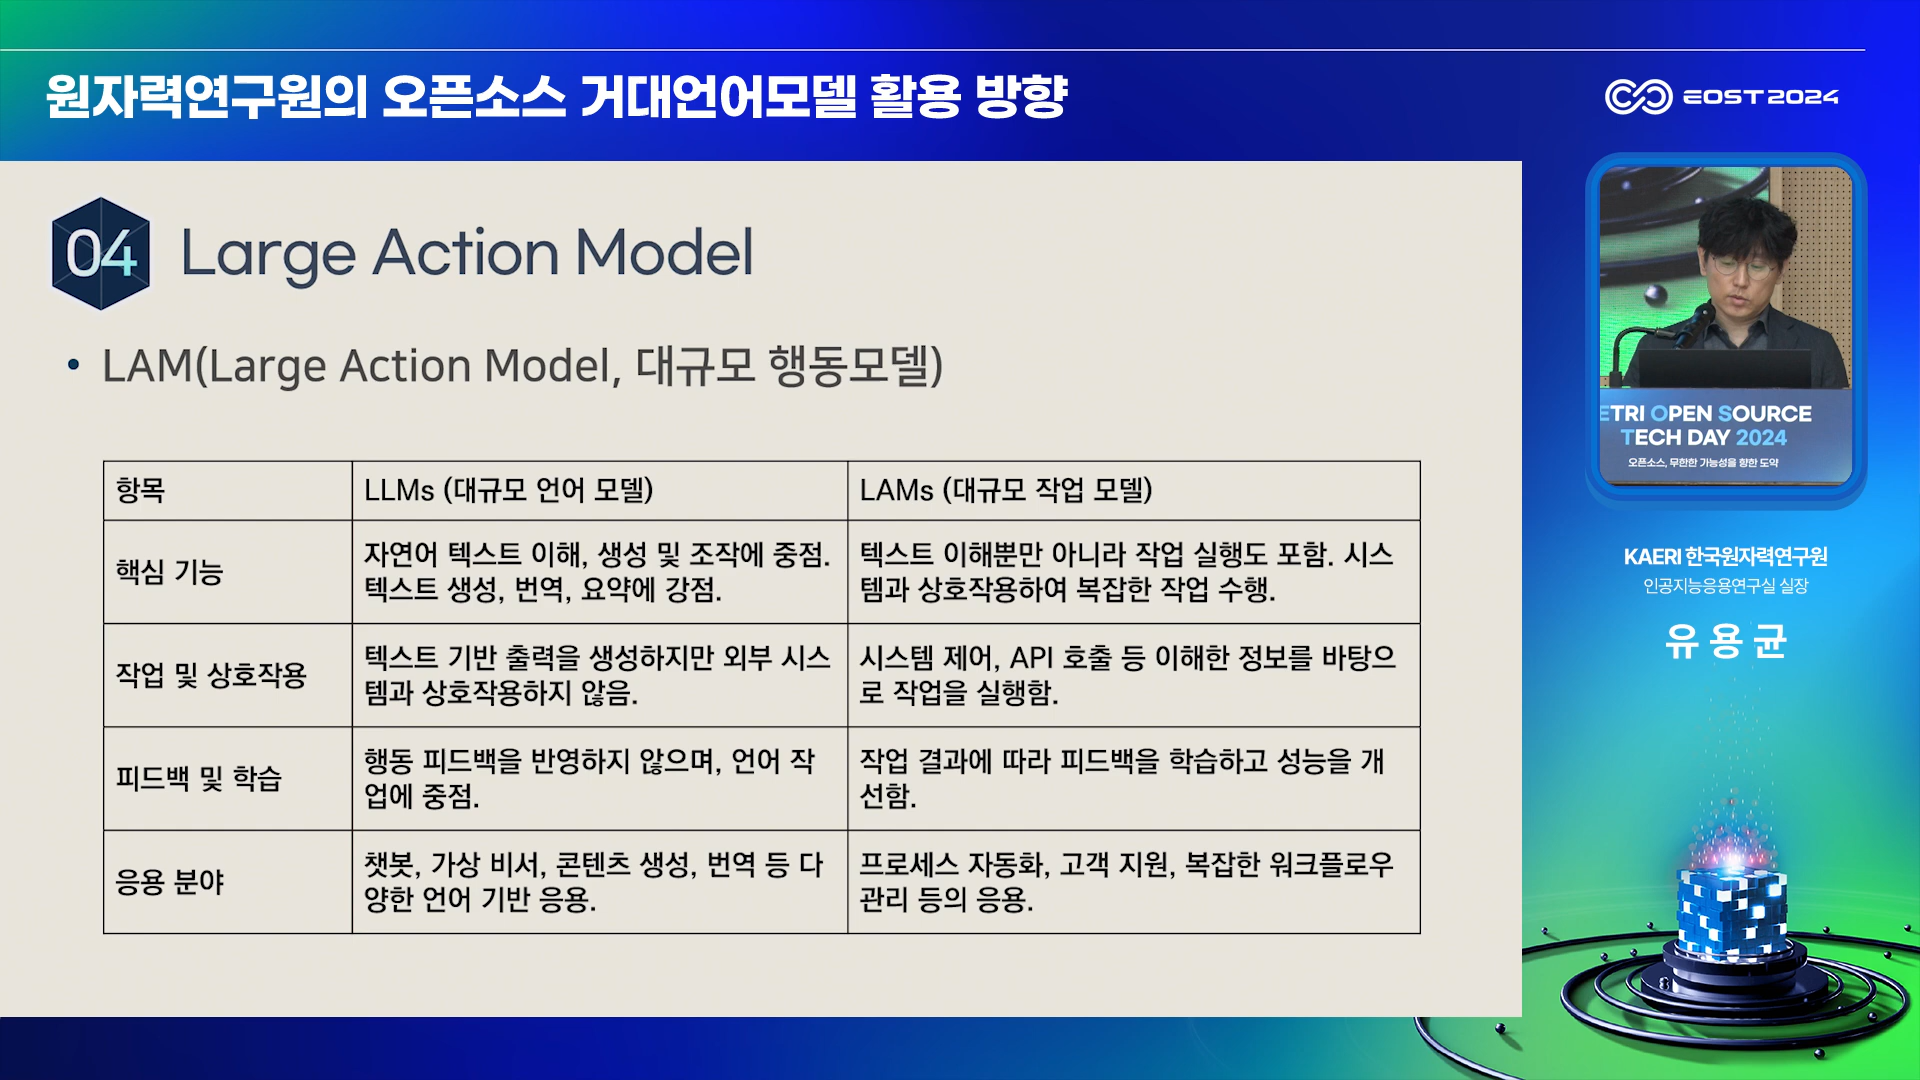 원자력연구원의 오픈소스 거대언어모델 활용 방향
EOST 2024
04 Large Action Model
• LAM(Large Action Model, 대규모 행동모델)
항목 LLMs (대규모 언어 모델) LAMs (대규모 작업 모델)
핵심 기능
자연어 텍스트 이해, 생성 및 조작에 중점.
텍스트 생성, 번역, 요약에 강점.
텍스트 이해뿐만 아니라 작업 실행도 포함. 시스
템과 상호작용하여 복잡한 작업 수행.
작업 및 상호작용
텍스트 기반 출력을 생성하지만 외부 시스
템과 상호작용하지 않음.
시스템 제어, API 호출 등 이해한 정보를 바탕으
로 작업을 실행함.
피드백 및 학습
행동 피드백을 반영하지 않으며, 언어 작
업에 중점.
작업 결과에 따라 피드백을 학습하고 성능을 개
선함.
응용 분야
챗봇, 가상 비서, 콘텐츠 생성, 번역 등 다
양한 언어 기반 응용.
프로세스 자동화, 고객 지원, 복잡한 워크플로우
관리 등의 응용.
ETRI OPEN SOURCE
TECH DAY 2024
오픈소스, 무한한 가능성을 향한 도약
KAERI 한국원자력연구원
인공지능응용연구실 실장
유용균